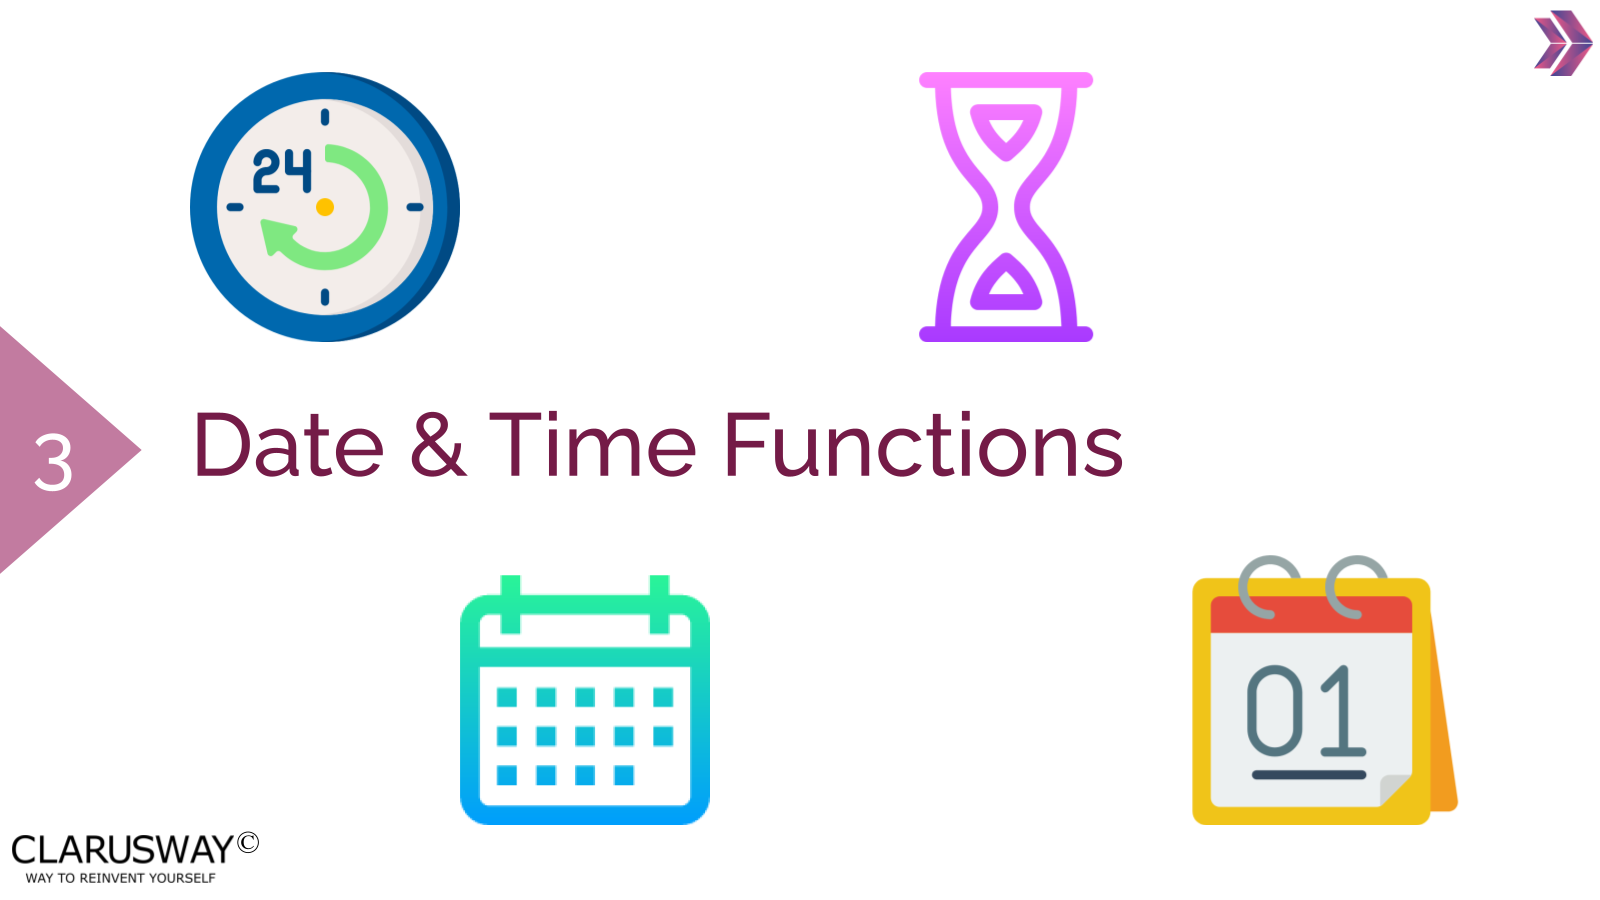 24
3
Date & Time Functions
01
CLARUSWAY©
WAY TO REINVENT YOURSELF